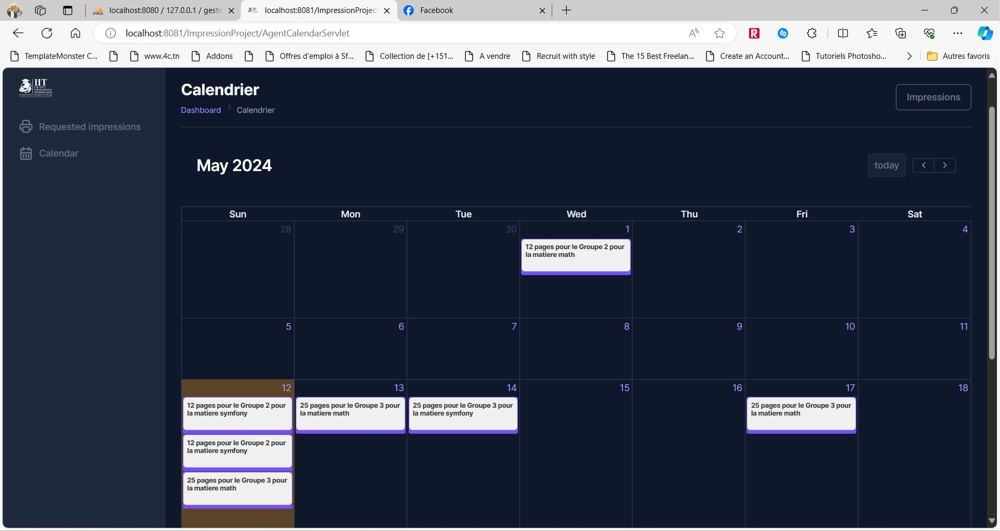 PMA localhost:8080 / 127.0.0.1 / gesti
localhost:8081/ImpressionProjec
Facebook
localhost:8081/ImpressionProject/AgentCalendarServlet
TemplateMonster C...
www.4c.tn
Addons
Offres d'emploi à Sf...
Collection de [+151...
A vendre
Recruit with style
The 15 Best Freelan...
Create an Account...
Tutoriels Photosho...
Autres favoris
IIT
INSTITUT
INTERNATIONAL
TECHNOLOGIE
Requested impressions
Calendar
Calendrier
Dashboard > Calendrier
Impressions
May 2024
today
Sun Mon Tue Wed Thu Fri Sat
28 29 30 1 2 3 4
12 pages pour le Groupe 2 pour
la matiere math
5 6 7 8 9 10 11
12 13 14 15 16 17 18
12 pages pour le Groupe 2 pour
la matiere symfony
12 pages pour le Groupe 2 pour
la matiere symfony
25 pages pour le Groupe 3 pour
la matiere math
25 pages pour le Groupe 3 pour
la matiere math
25 pages pour le Groupe 3 pour
la matiere symfony
25 pages pour le Groupe 3 pour
la matiere math